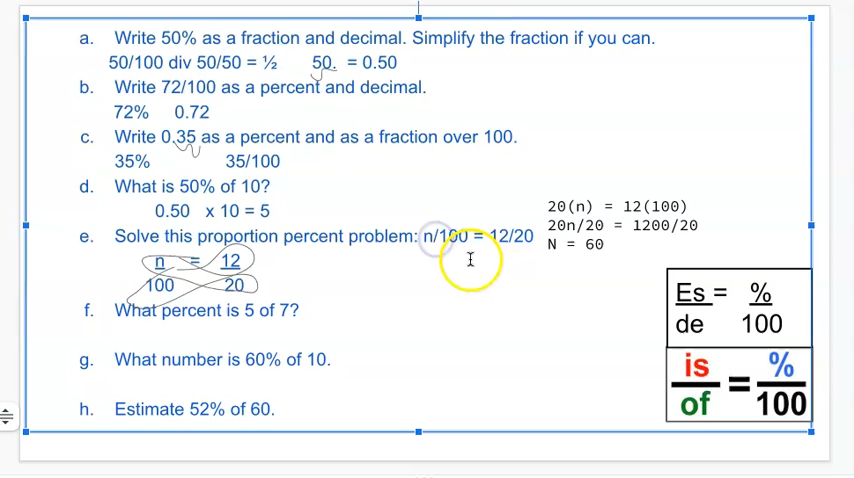 a. Write 50% as a fraction and decimal. Simplify the fraction if you can.
50/100 div 50/50 = ½ 50. = 0.50
b. Write 72/100 as a percent and decimal.
72% 0.72
c. Write 0.35 as a percent and as a fraction over 100.
35% 35/100
d. What is 50% of 10?
0.50 x 10 = 5
e. Solve this proportion percent problem: n/100 = 12/20
n = 12
100 20
f. What percent is 5 of 7?
g. What number is 60% of 10.
h. Estimate 52% of 60.
20(n) = 12(100)
20n/20 = 1200/20
N = 60
Es = %
de 100
is = %
of 100